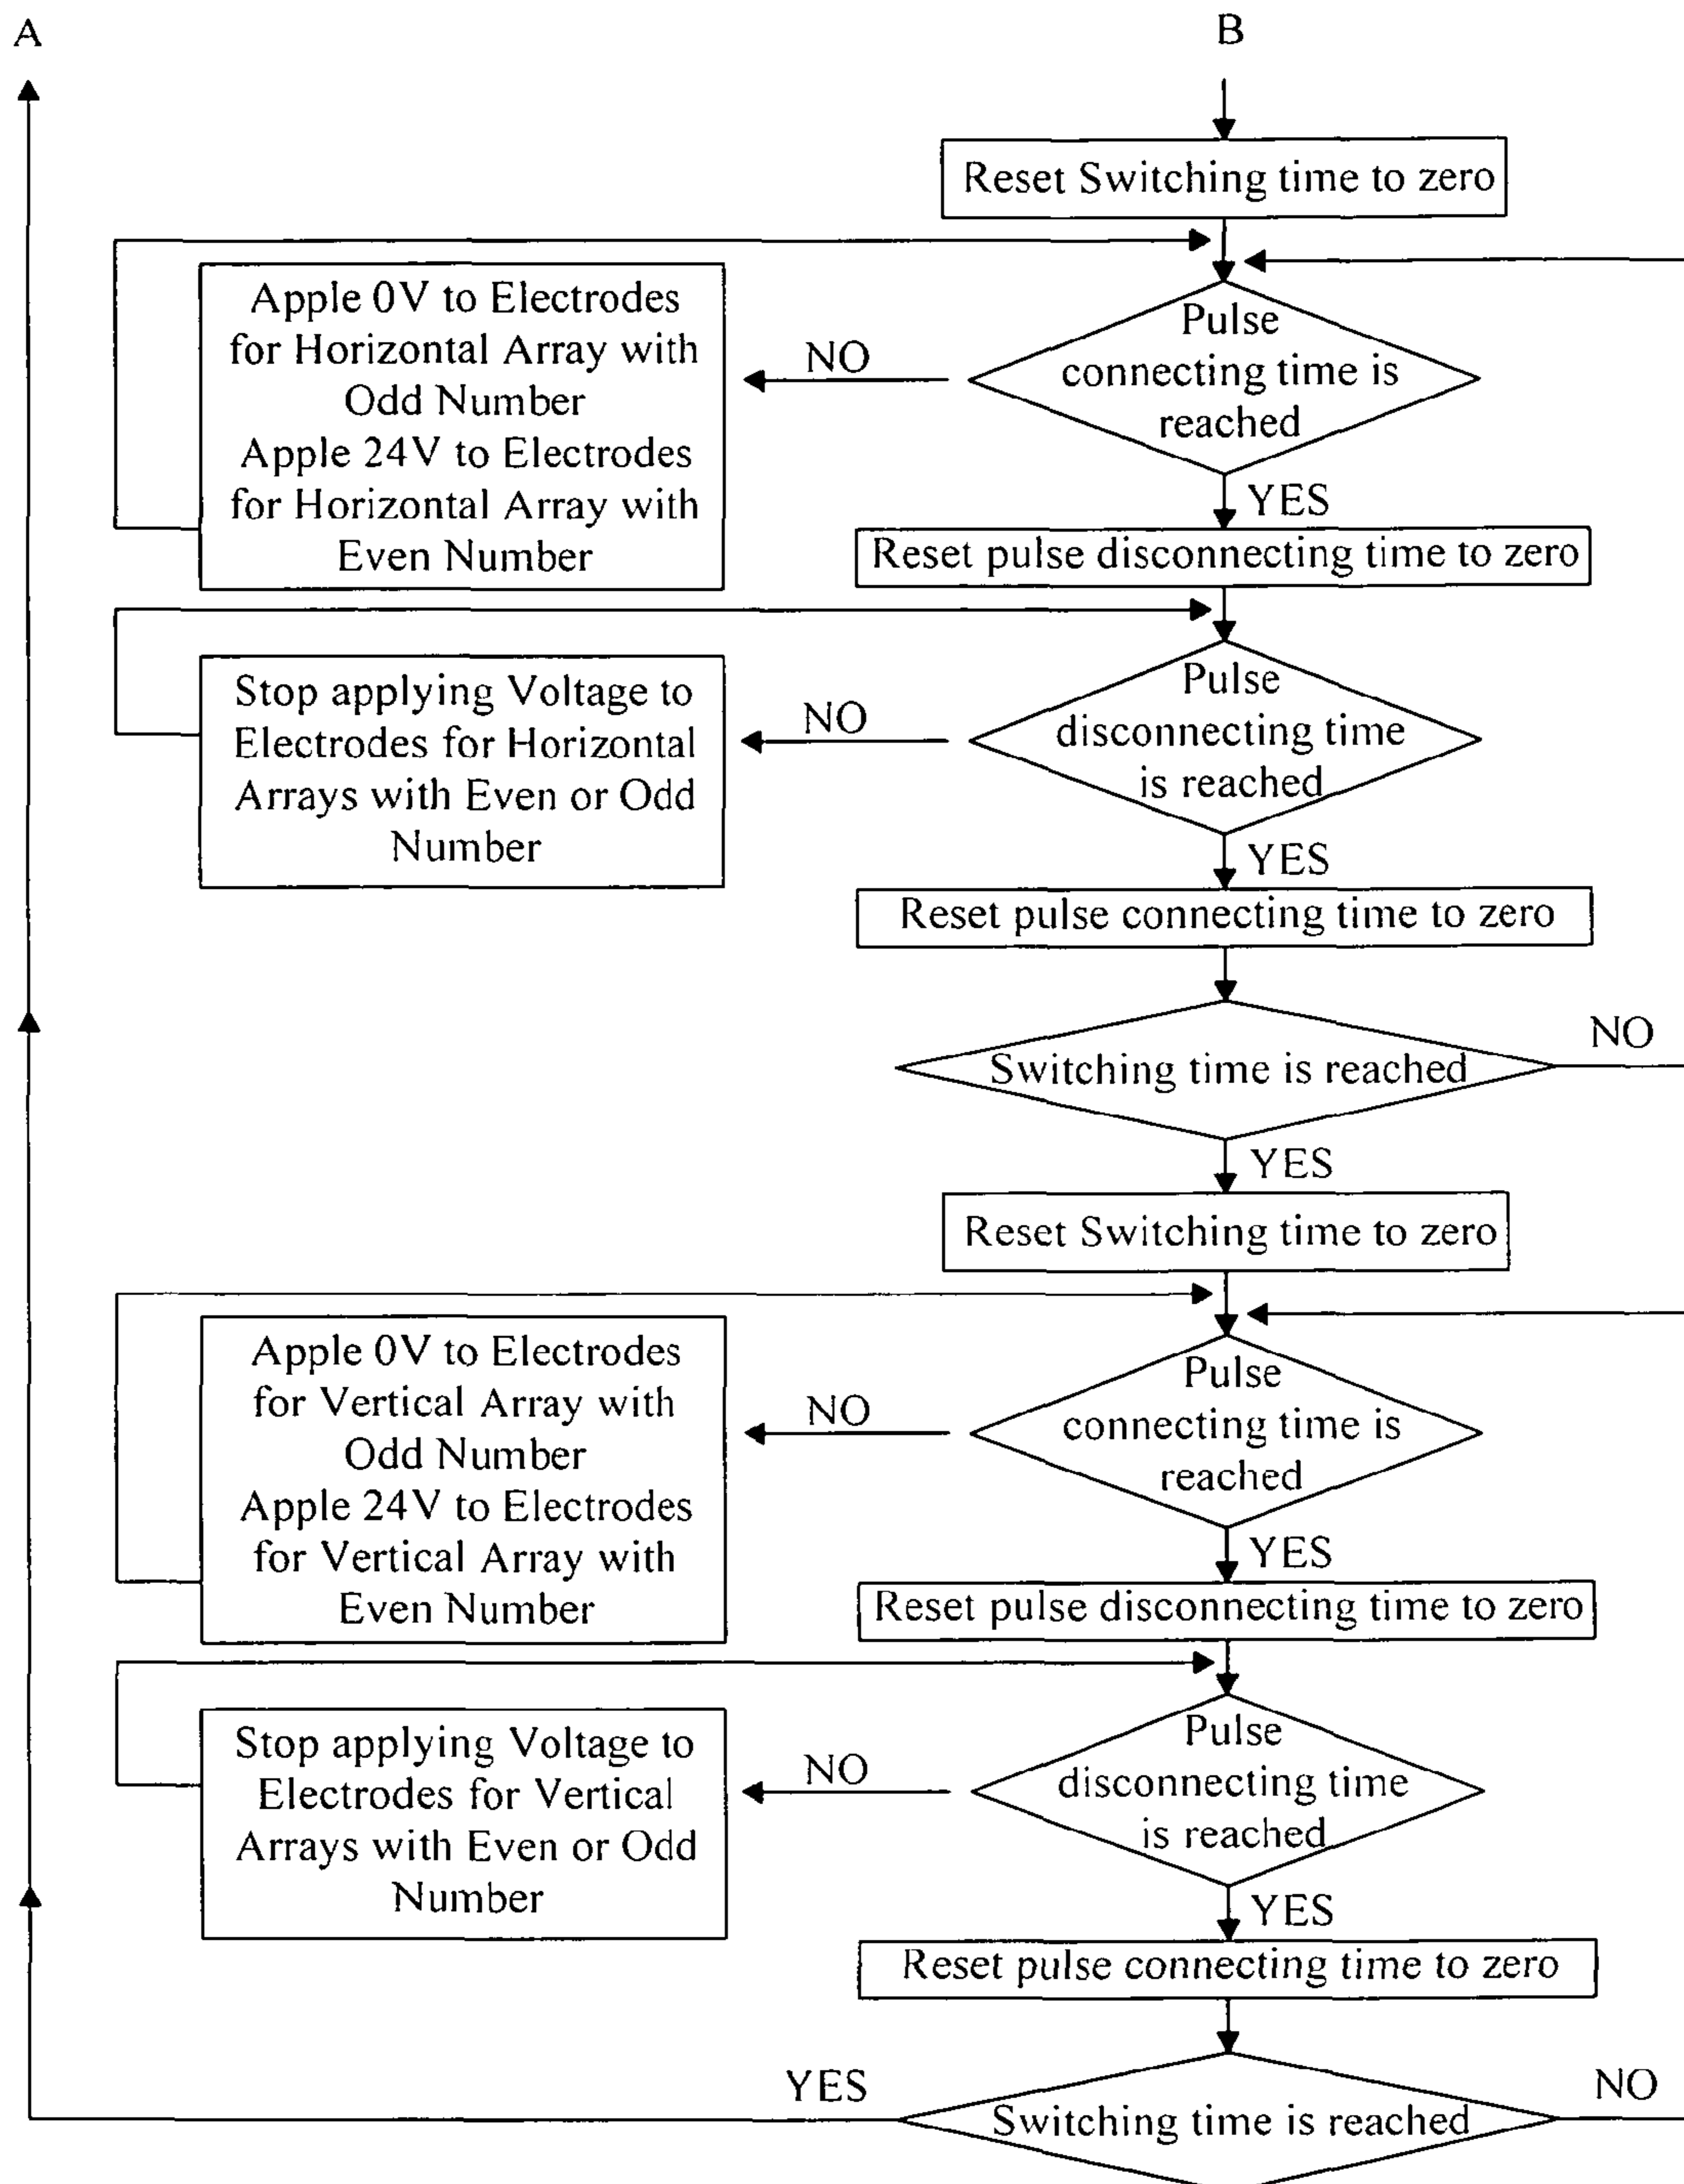 A
B
Reset Switching time to zero
Apple 0V to Electrodes
for Horizontal Array with
Odd Number
Apple 24V to Electrodes
for Horizontal Array with
Even Number
NO
Pulse
connecting time is
reached
YES
Reset pulse disconnecting time to zero
Stop applying Voltage to
Electrodes for Horizontal
Arrays with Even or Odd
Number
NO
Pulse
disconnecting time
is reached
YES
Reset pulse connecting time to zero
Switching time is reached
NO
YES
Reset Switching time to zero
Apple 0V to Electrodes
for Vertical Array with
Odd Number
Apple 24V to Electrodes
for Vertical Array with
Even Number
NO
Pulse
connecting time is
reached
YES
Reset pulse disconnecting time to zero
Stop applying Voltage to
Electrodes for Vertical
Arrays with Even or Odd
Number
NO
Pulse
disconnecting time
is reached
YES
Reset pulse connecting time to zero
YES
Switching time is reached
NO